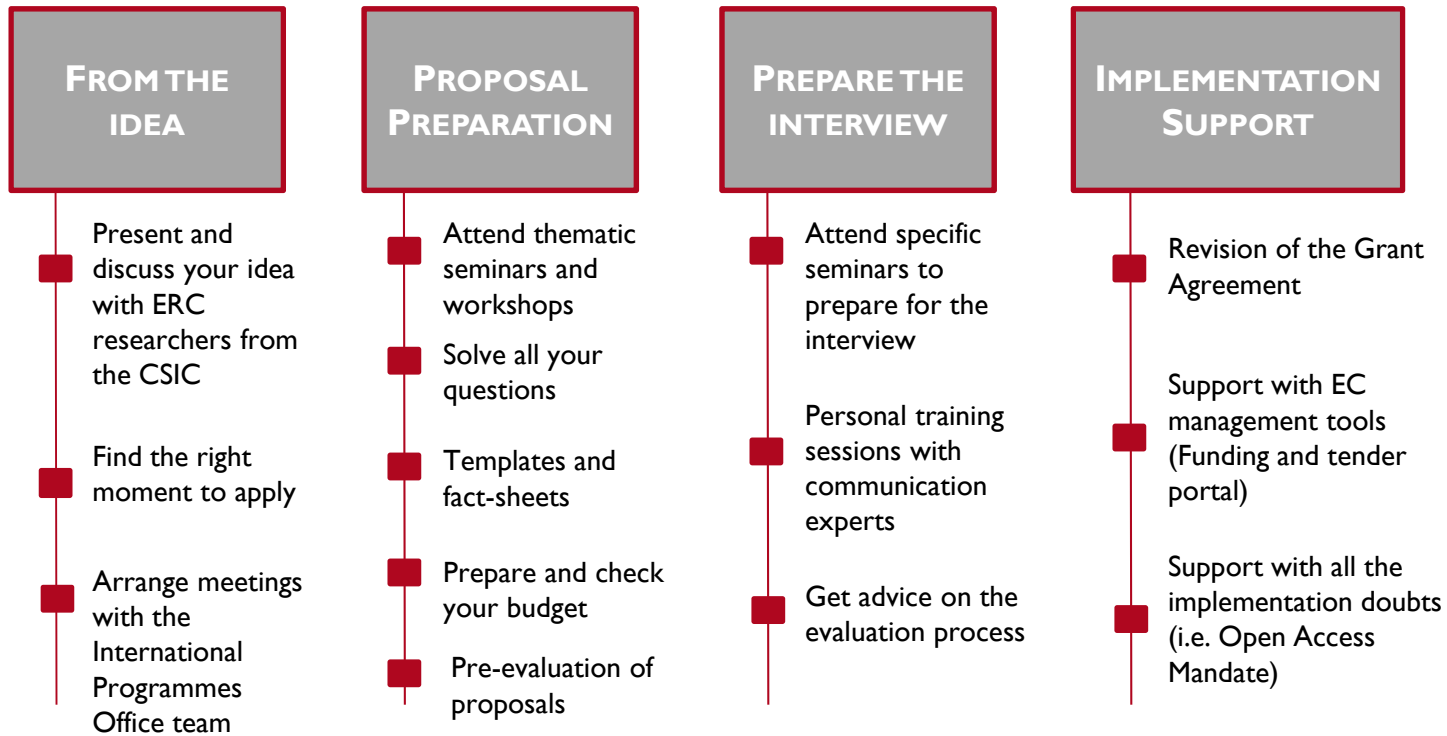 FROM THE
IDEA
Present and
discuss your idea
with ERC
researchers from
the CSIC
Find the right
moment to apply
Arrange meetings
with the
International
Programmes
Office team
PROPOSAL
PREPARATION
Attend thematic
seminars and
workshops
Solve all your
questions
Templates and
fact-sheets
Prepare and check
your budget
Pre-evaluation of
proposals
PREPARE THE
INTERVIEW
Attend specific
seminars to
prepare for the
interview
Personal training
sessions with
communication
experts
Get advice on the
evaluation process
IMPLEMENTATION
SUPPORT
Revision of the Grant
Agreement
Support with EC
management tools
(Funding and tender
portal)
Support with all the
implementation doubts
(i.e. Open Access
Mandate)